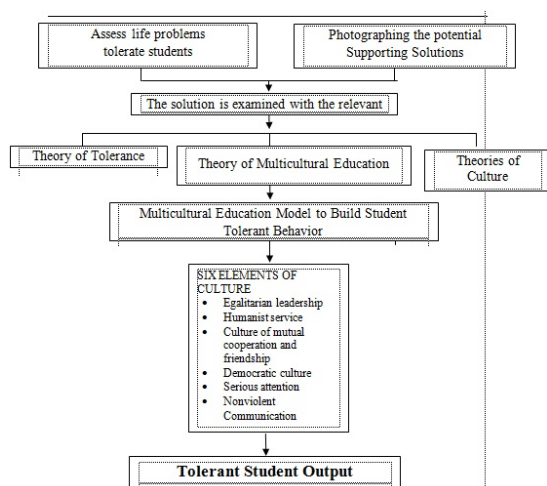 Assess life problems
tolerate students
Photographing the potential
Supporting Solutions
The solution is examined with the relevant
Theory of Tolerance
Theory of Multicultural Education
Theories of
Culture
Multicultural Education Model to Build Student
Tolerant Behavior
SIX ELEMENTS OF
CULTURE
• Egalitarian leadership
• Humanist service
• Culture of mutual
cooperation and
friendship
• Democratic culture
• Serious attention
• Nonviolent
Communication
Tolerant Student Output